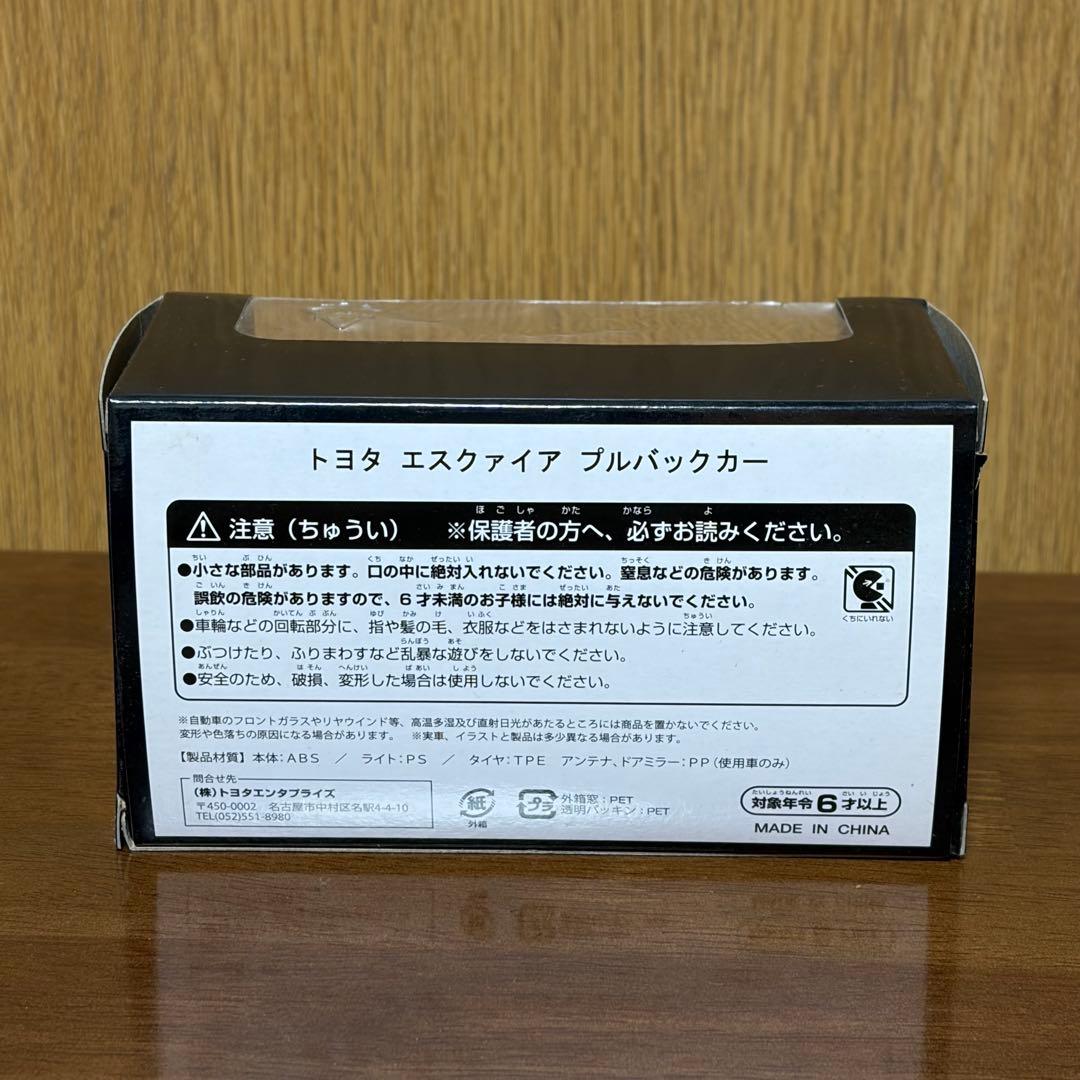 トヨタ エスクァイア プルバックカー
注意（ちゅうい） ※保護者の方へ、必ずお読みください。
●小さな部品があります。口の中に絶対入れないでください。窒息などの危険があります。
誤飲の危険がありますので、6才未満のお子様には絶対に与えないでください。
●車輪などの回転部分に、指や髪の毛、衣服などをはさまれないように注意してください。
●ぶつけたり、ふりまわすなど乱暴な遊びをしないでください。
●安全のため、破損、変形した場合は使用しないでください。
くちにいれない
※自動車のフロントガラスやリヤウインド等、高温多湿及び直射日光があたるところには商品を置かないでください。
変形や色落ちの原因になる場合があります。 ※実車、イラストと製品は多少異なる場合があります。
【製品材質】本体：ABS ／ ライト：PS ／ タイヤ：TPE アンテナ、ドアミラー：PP（使用車のみ）
問合せ先
（株）トヨタエンタプライズ
〒450-0002 名古屋市中村区名駅4-4-10
TEL(052)551-8980
紙
外箱
プラ
外箱窓：PET
透明パッキン：PET
対象年令6才以上
MADE IN CHINA